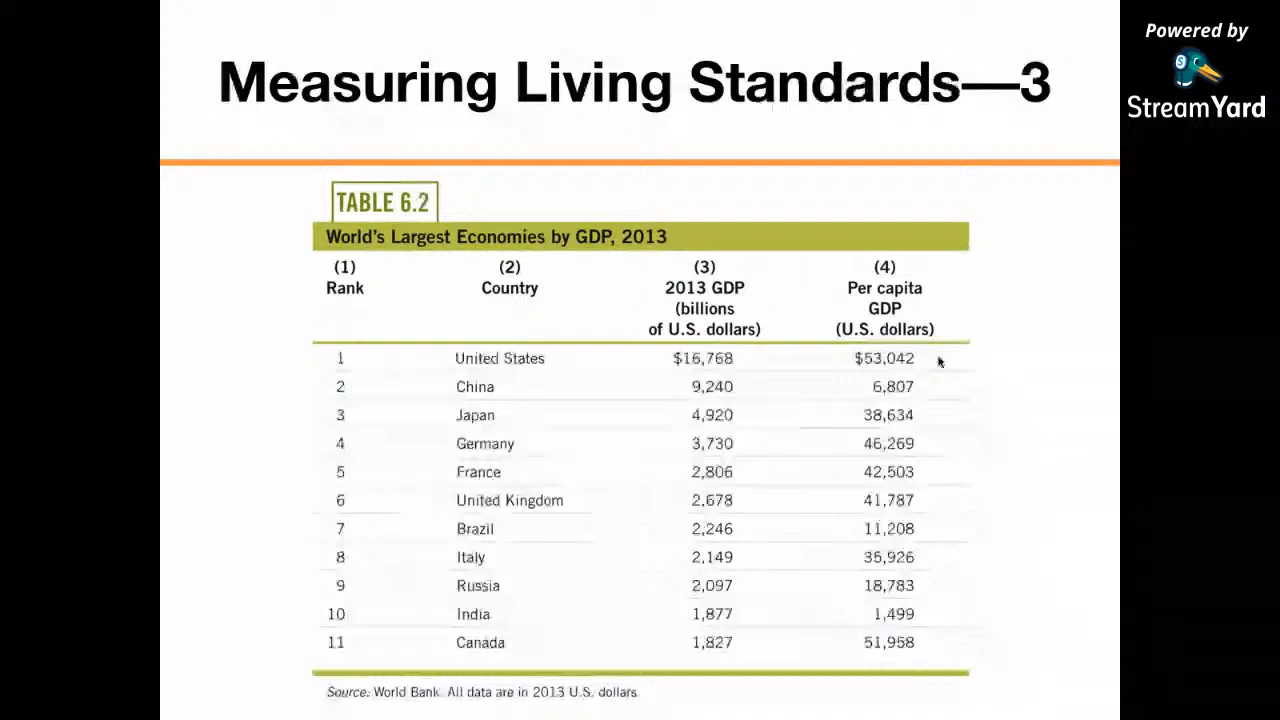 Powered by
StreamYard
Measuring Living Standards—3
TABLE 6.2
World's Largest Economies by GDP, 2013
(1) (2) (3) (4)
Rank Country 2013 GDP Per capita
(billions GDP
of U.S. dollars) (U.S. dollars)
1 United States $16,768 $53,042
2 China 9,240 6,807
3 Japan 4,920 38,634
4 Germany 3,730 46,269
5 France 2,806 42,503
6 United Kingdom 2,678 41,787
7 Brazil 2,246 11,208
8 Italy 2,149 35,926
9 Russia 2,097 18,783
10 India 1,877 1,499
11 Canada 1,827 51,958
Source: World Bank. All data are in 2013 U.S. dollars